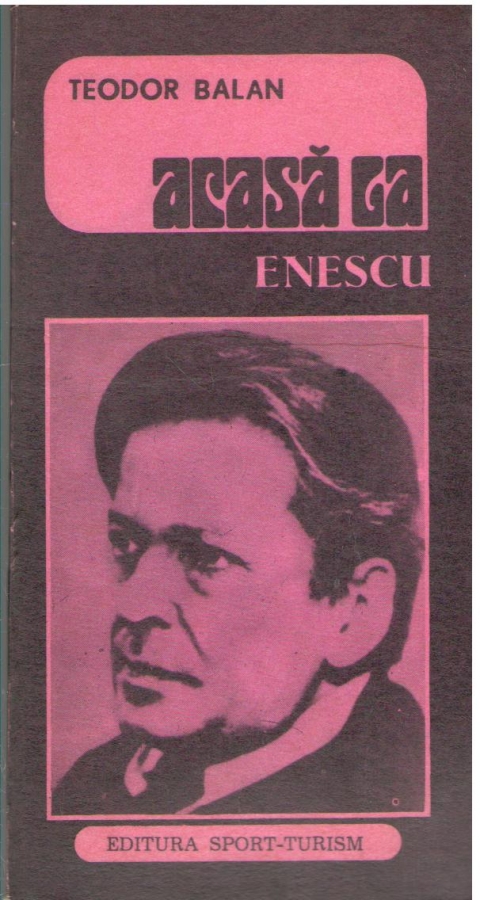 TEODOR BALAN
acasă la
ENESCU
EDITURA SPORT-TURISM